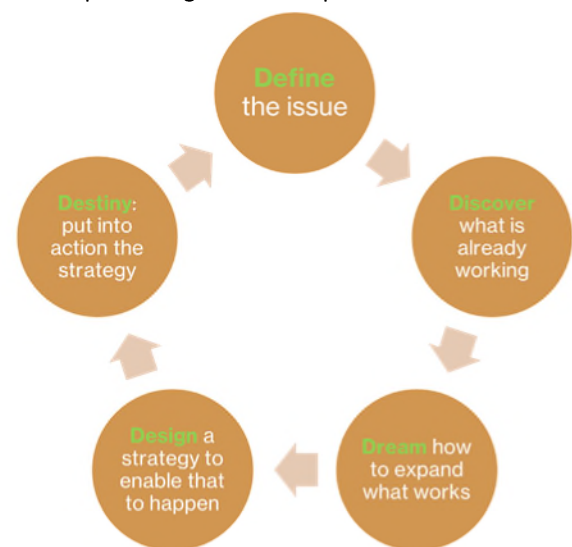 Define
the issue
Discover
what is
already
working
Dream how
to expand
what works
Design a
strategy to
enable that
to happen
Destiny:
put into
action the
strategy